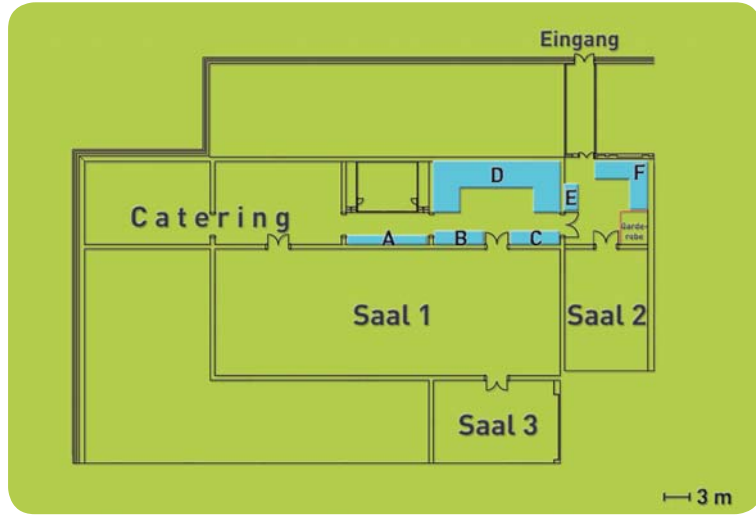 Eingang
D
F
E
Catering
Garde-
robe
A
B
C
Saal 1
Saal 2
Saal 3
3 m